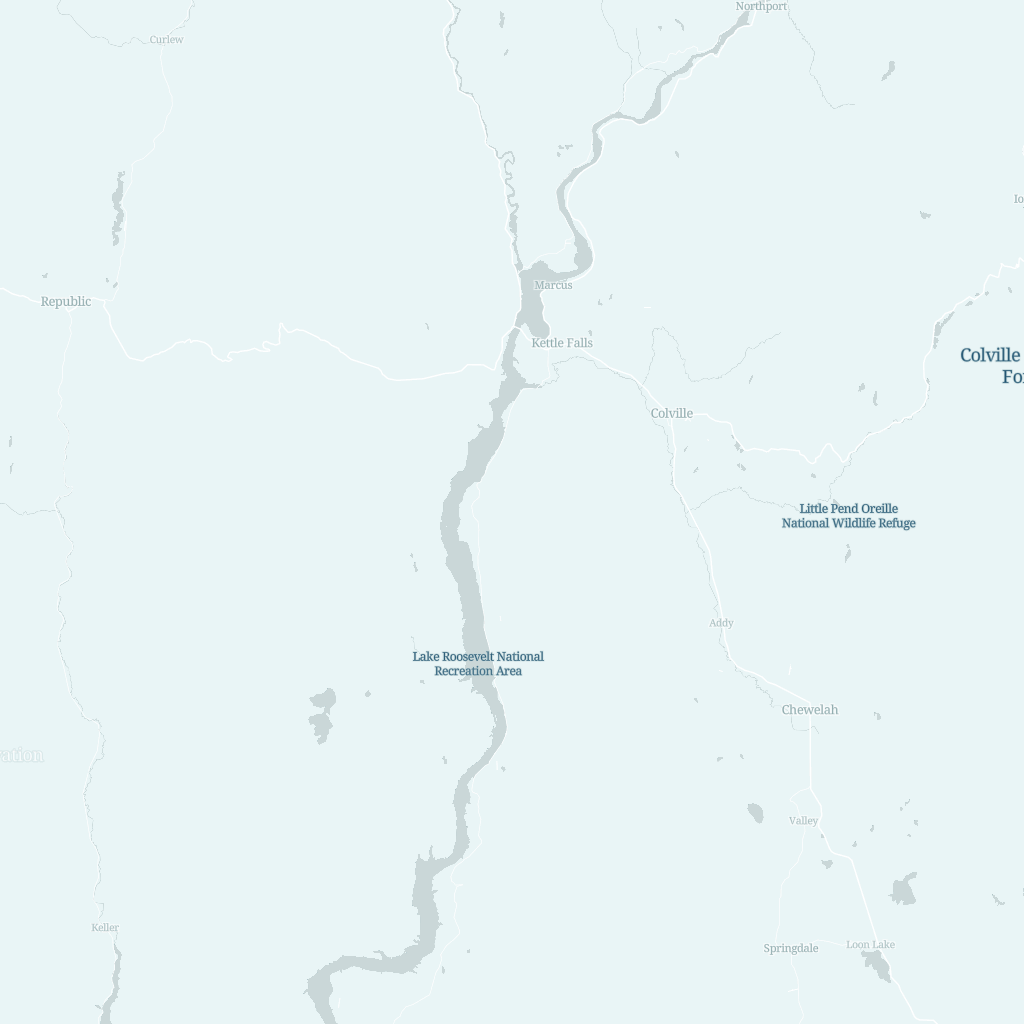 Northport
Curlew
Republic
Marcus
Kettle Falls
Colville
Colville
Little Pend Oreille
National Wildlife Refuge
Addy
Lake Roosevelt National
Recreation Area
Chewelah
Valley
Keller
Springdale
Loon Lake